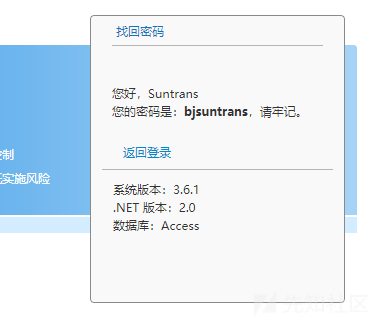 找回密码
您好，Suntrans
您的密码是：bjsuntrans，请牢记。
控制
实施风险
返回登录
系统版本：3.6.1
.NET 版本：2.0
数据库：Access
先知社区